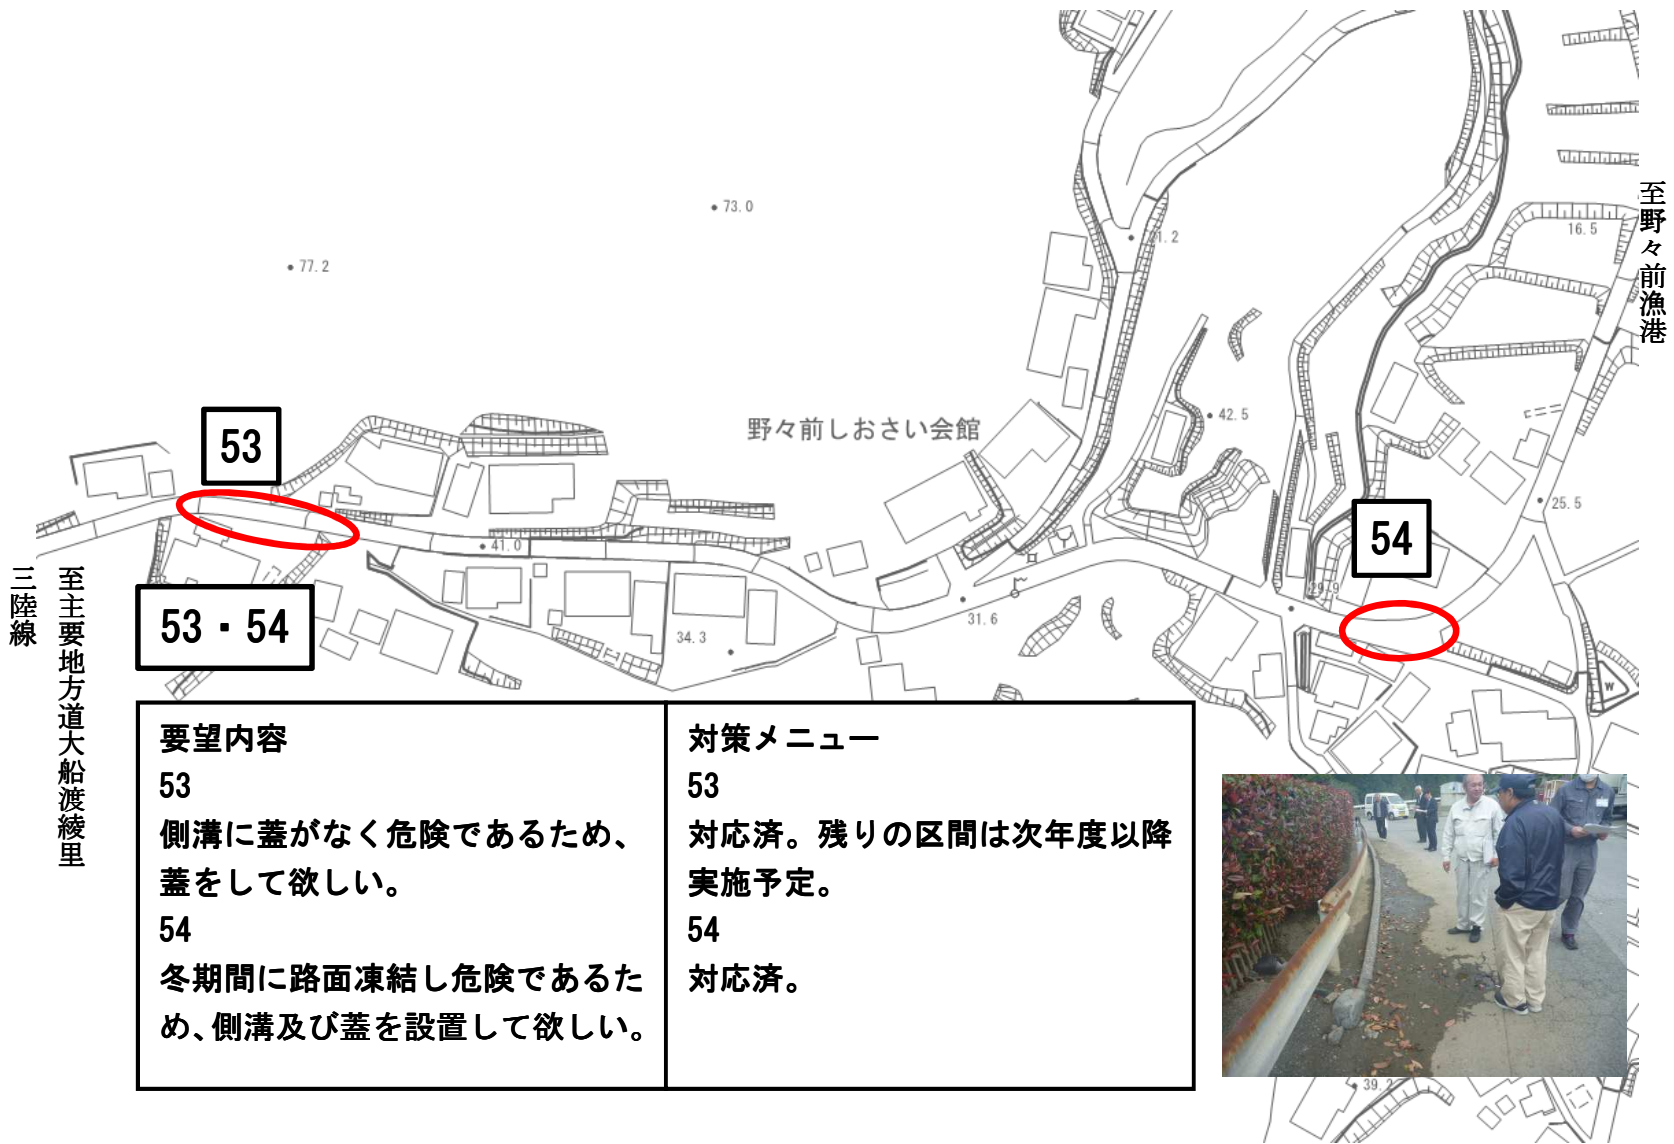 73.0
77.2
21.2
16.5
至野々前漁港
42.5
野々前しおさい会館
53
25.5
54
41.0
29.9
31.6
34.3
三陸線
至主要地方道大船渡綾里
53・54
W
要望内容
53
側溝に蓋がなく危険であるため、
蓋をして欲しい。
54
冬期間に路面凍結し危険であるた
め、側溝及び蓋を設置して欲しい。
対策メニュー
53
対応済。残りの区間は次年度以降
実施予定。
54
対応済。
39.2